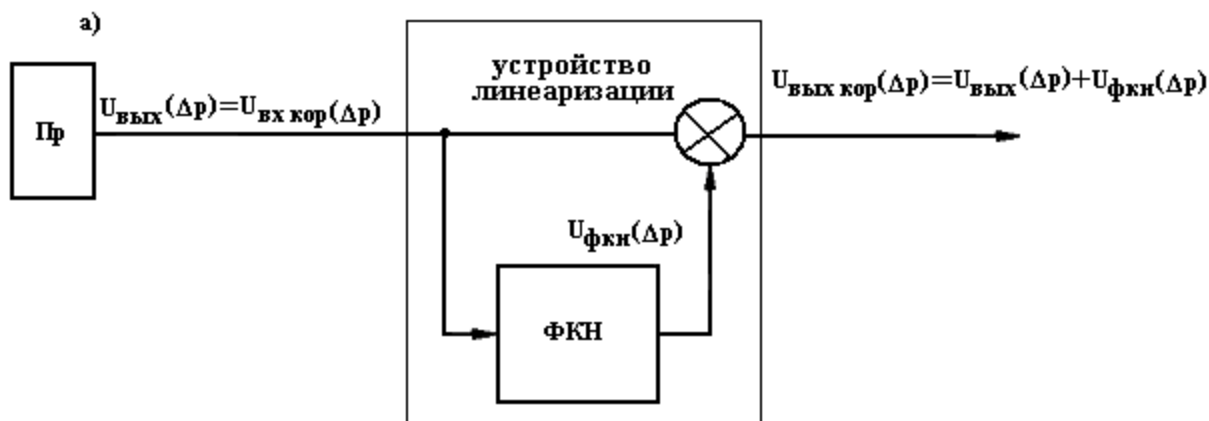 а)
устройство
линеаризации
Пр
Uвых(Δp)=Uвх кор(Δp)
Uвых кор(Δp)=Uвых(Δp)+Uфкн(Δp)
Uфкн(Δp)
ФКН